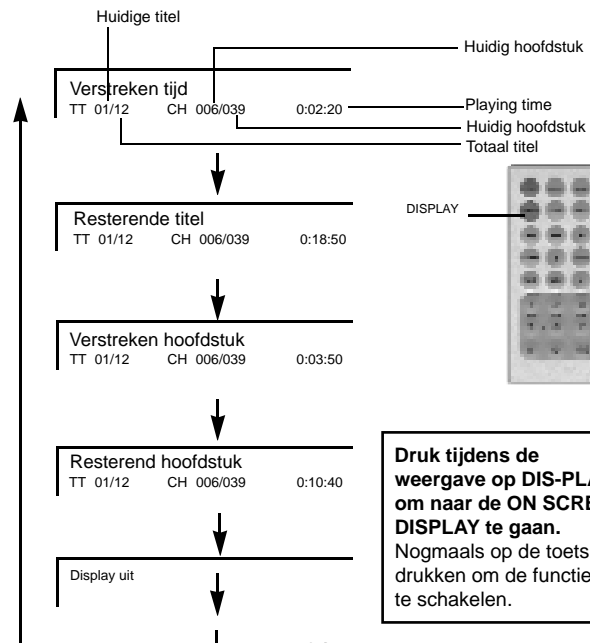 Huidige titel
Huidig hoofdstuk
Verstreken tijd
TT 01/12 CH 006/039 0:02:20
Playing time
Huidig hoofdstuk
Totaal titel
DISPLAY
Resterende titel
TT 01/12 CH 006/039 0:18:50
Verstreken hoofdstuk
TT 01/12 CH 006/039 0:03:50
Resterend hoofdstuk
TT 01/12 CH 006/039 0:10:40
Display uit
Druk tijdens de
weergave op DIS-PLA
om naar de ON SCRE
DISPLAY te gaan.
Nogmaals op de toets
drukken om de functie
te schakelen.